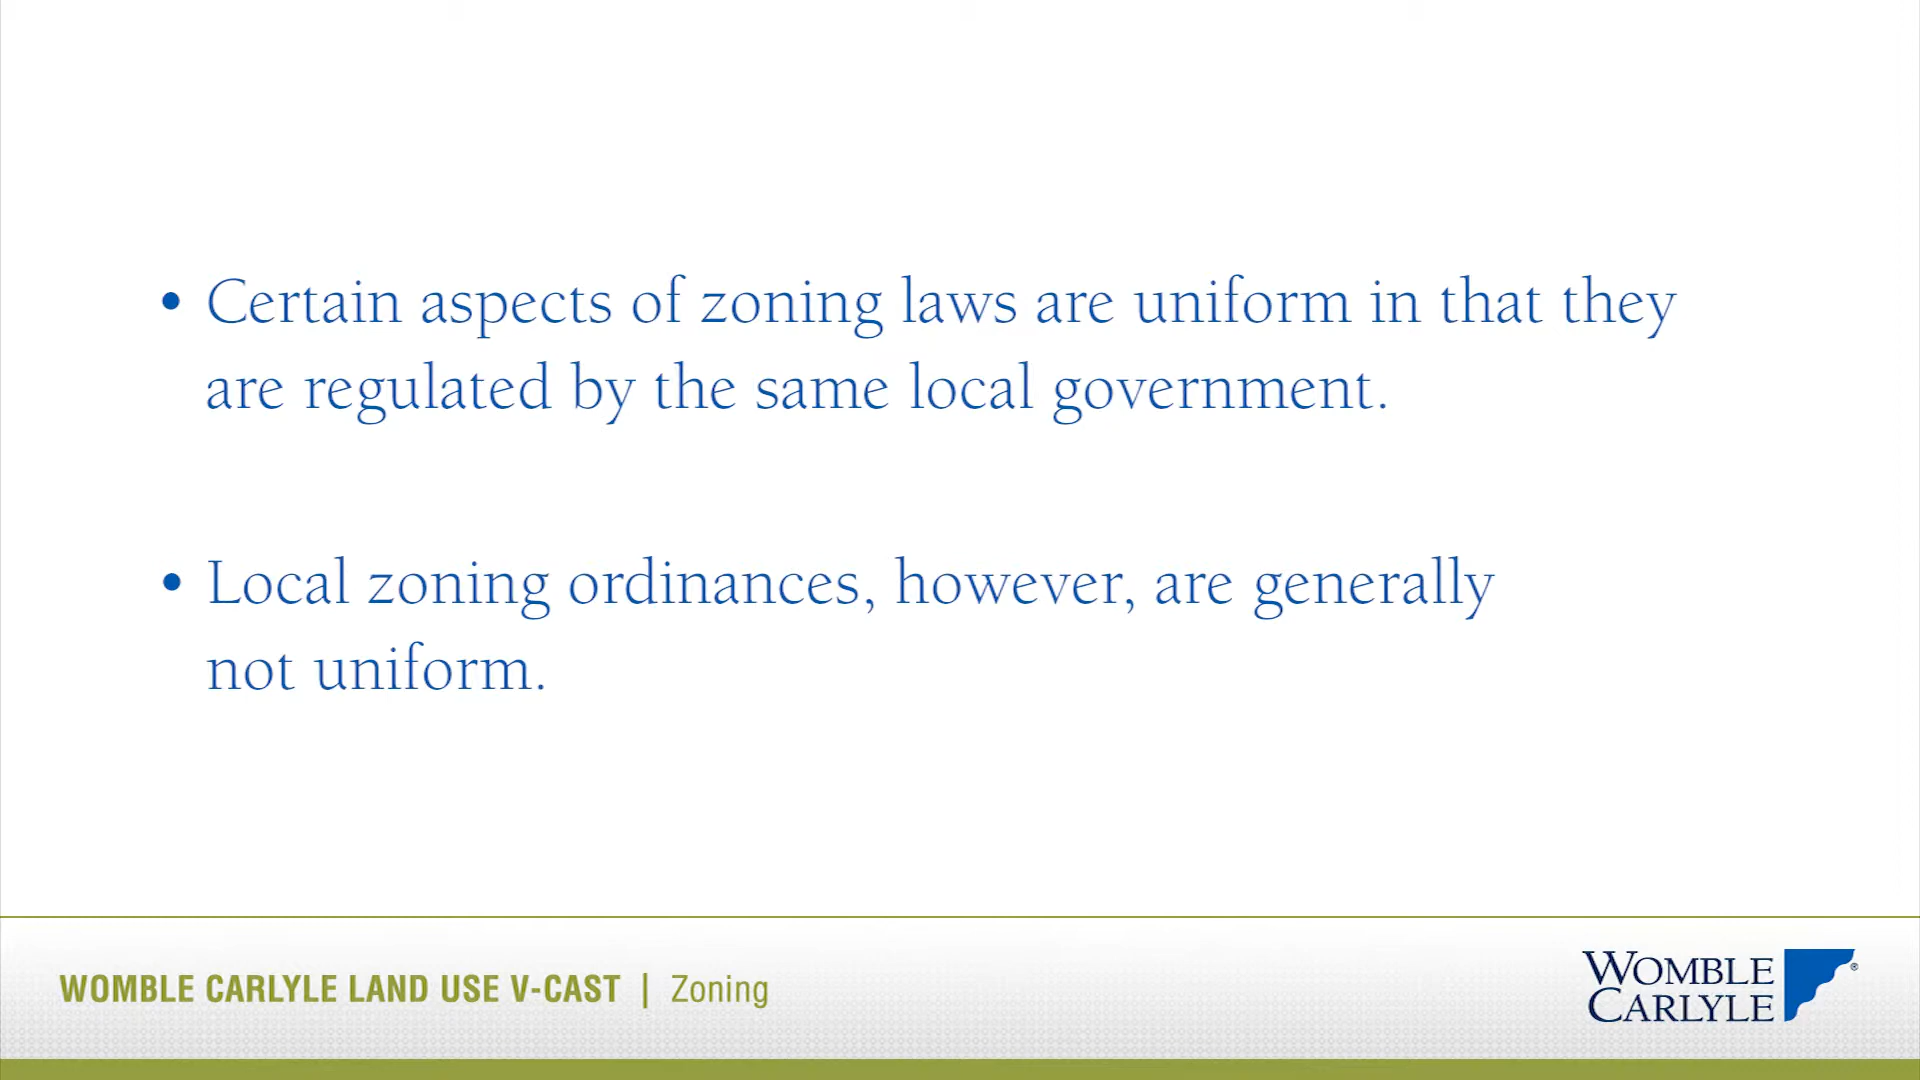 • Certain aspects of zoning laws are uniform in that they
are regulated by the same local government.
• Local zoning ordinances, however, are generally
not uniform.
WOMBLE CARLYLE LAND USE V-CAST | Zoning
WOMBLE
CARLYLE ®